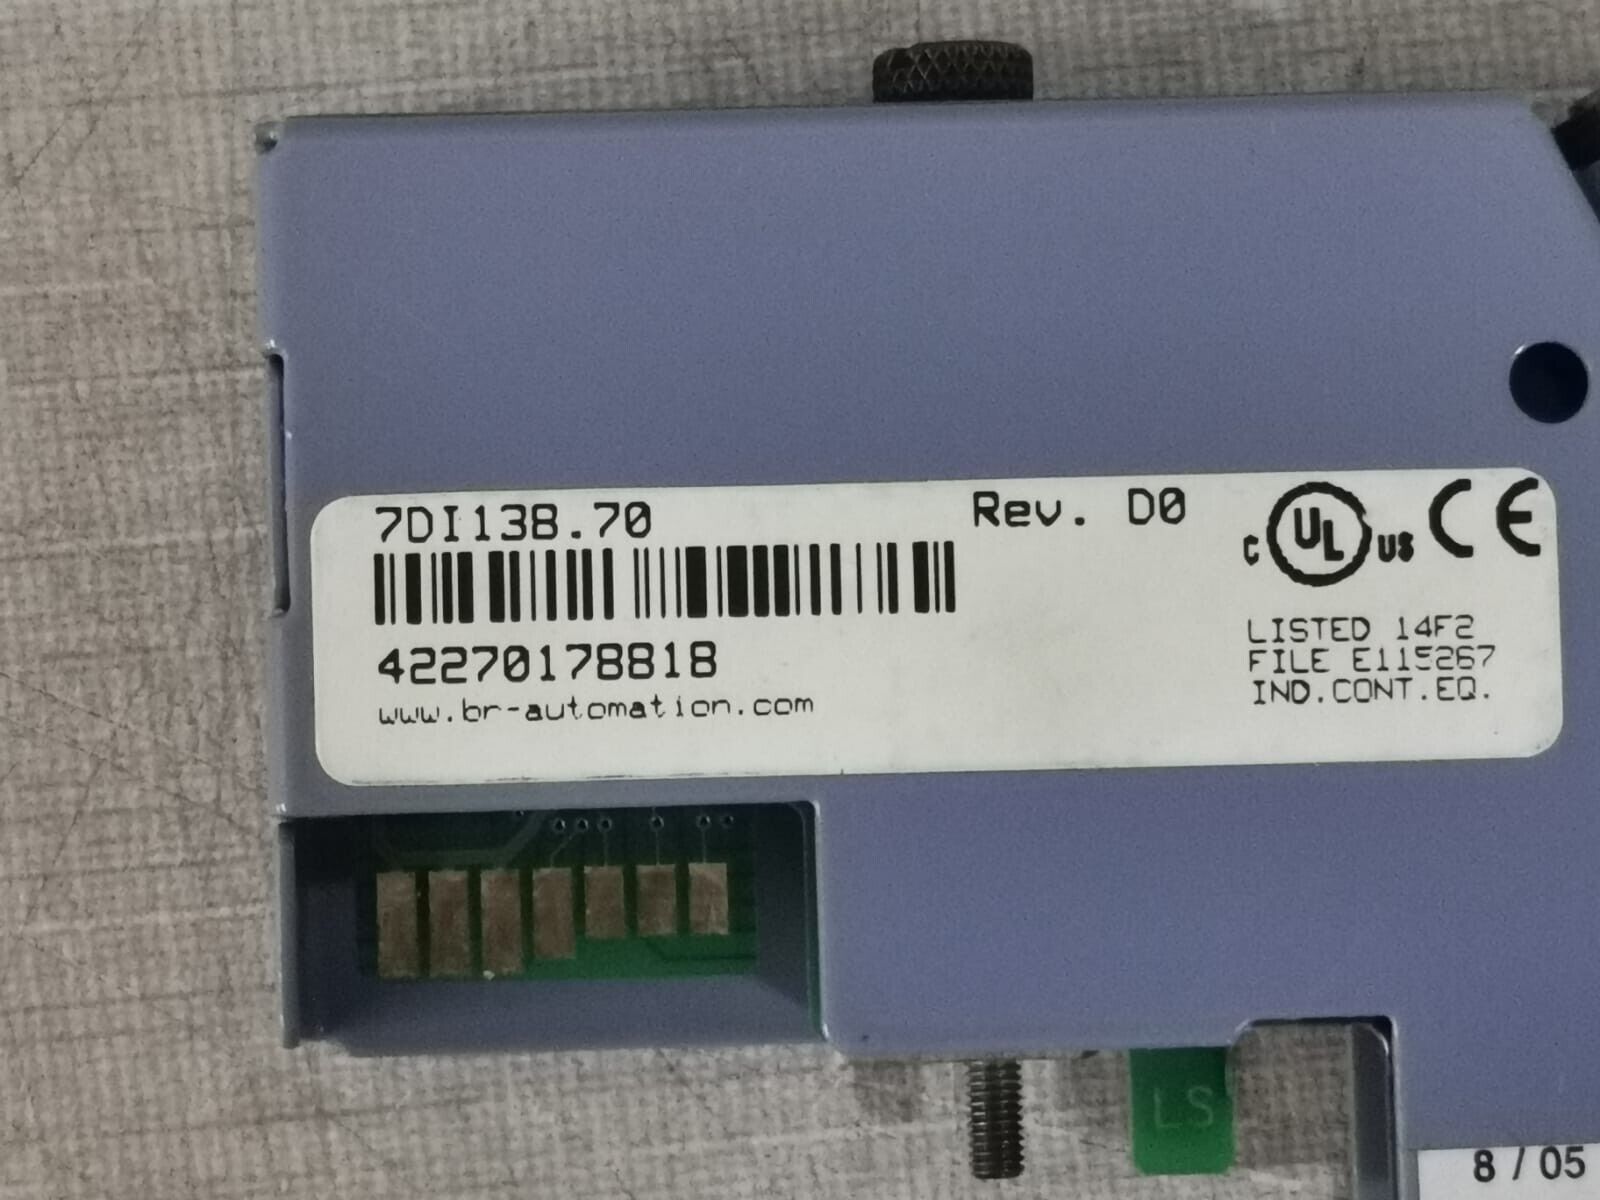 7DI138.70
Rev. D0
42270178818
www.br-automation.com
C UL US CE
LISTED 14F2
FILE E115267
IND.CONT.EQ.
LS
8 / 05